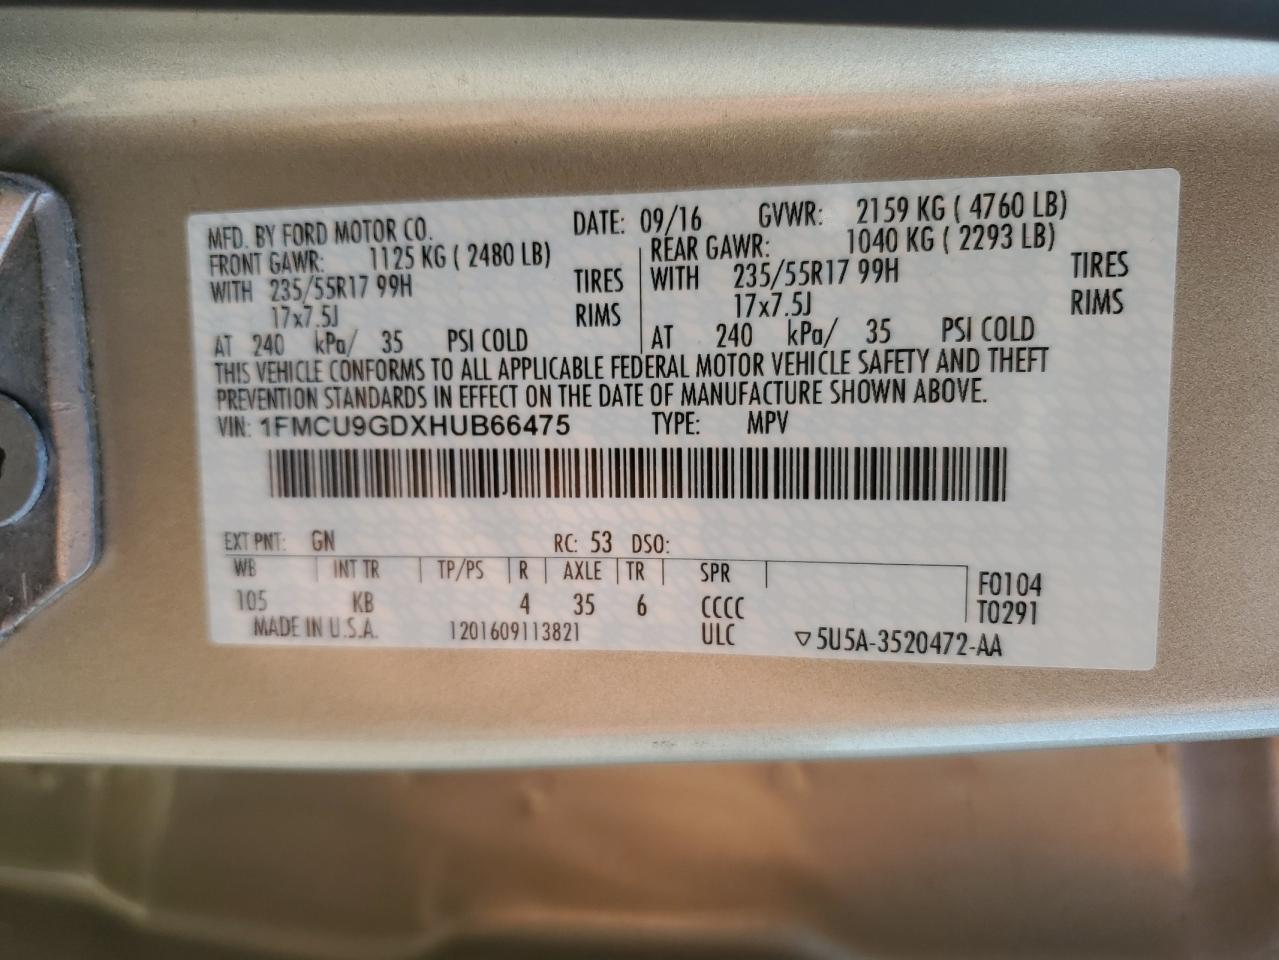 MFD. BY FORD MOTOR CO. DATE: 09/16 GVWR: 2159 KG ( 4760 LB)
FRONT GAWR: 1125 KG ( 2480 LB) REAR GAWR: 1040 KG ( 2293 LB)
WITH 235/55R17 99H TIRES WITH 235/55R17 99H TIRES
17x7.5J RIMS 17x7.5J RIMS
AT 240 kPa/ 35 PSI COLD AT 240 kPa/ 35 PSI COLD
THIS VEHICLE CONFORMS TO ALL APPLICABLE FEDERAL MOTOR VEHICLE SAFETY AND THEFT
PREVENTION STANDARDS IN EFFECT ON THE DATE OF MANUFACTURE SHOWN ABOVE.
VIN: 1FMCU9GDXHUB66475 TYPE: MPV
EXT PNT: GN RC: 53 DSO:
WB INT TR TP/PS R AXLE TR SPR F0104
105 KB 4 35 6 CCCC T0291
MADE IN U.S.A. 1201609113821 ULC ▽5U5A-3520472-AA